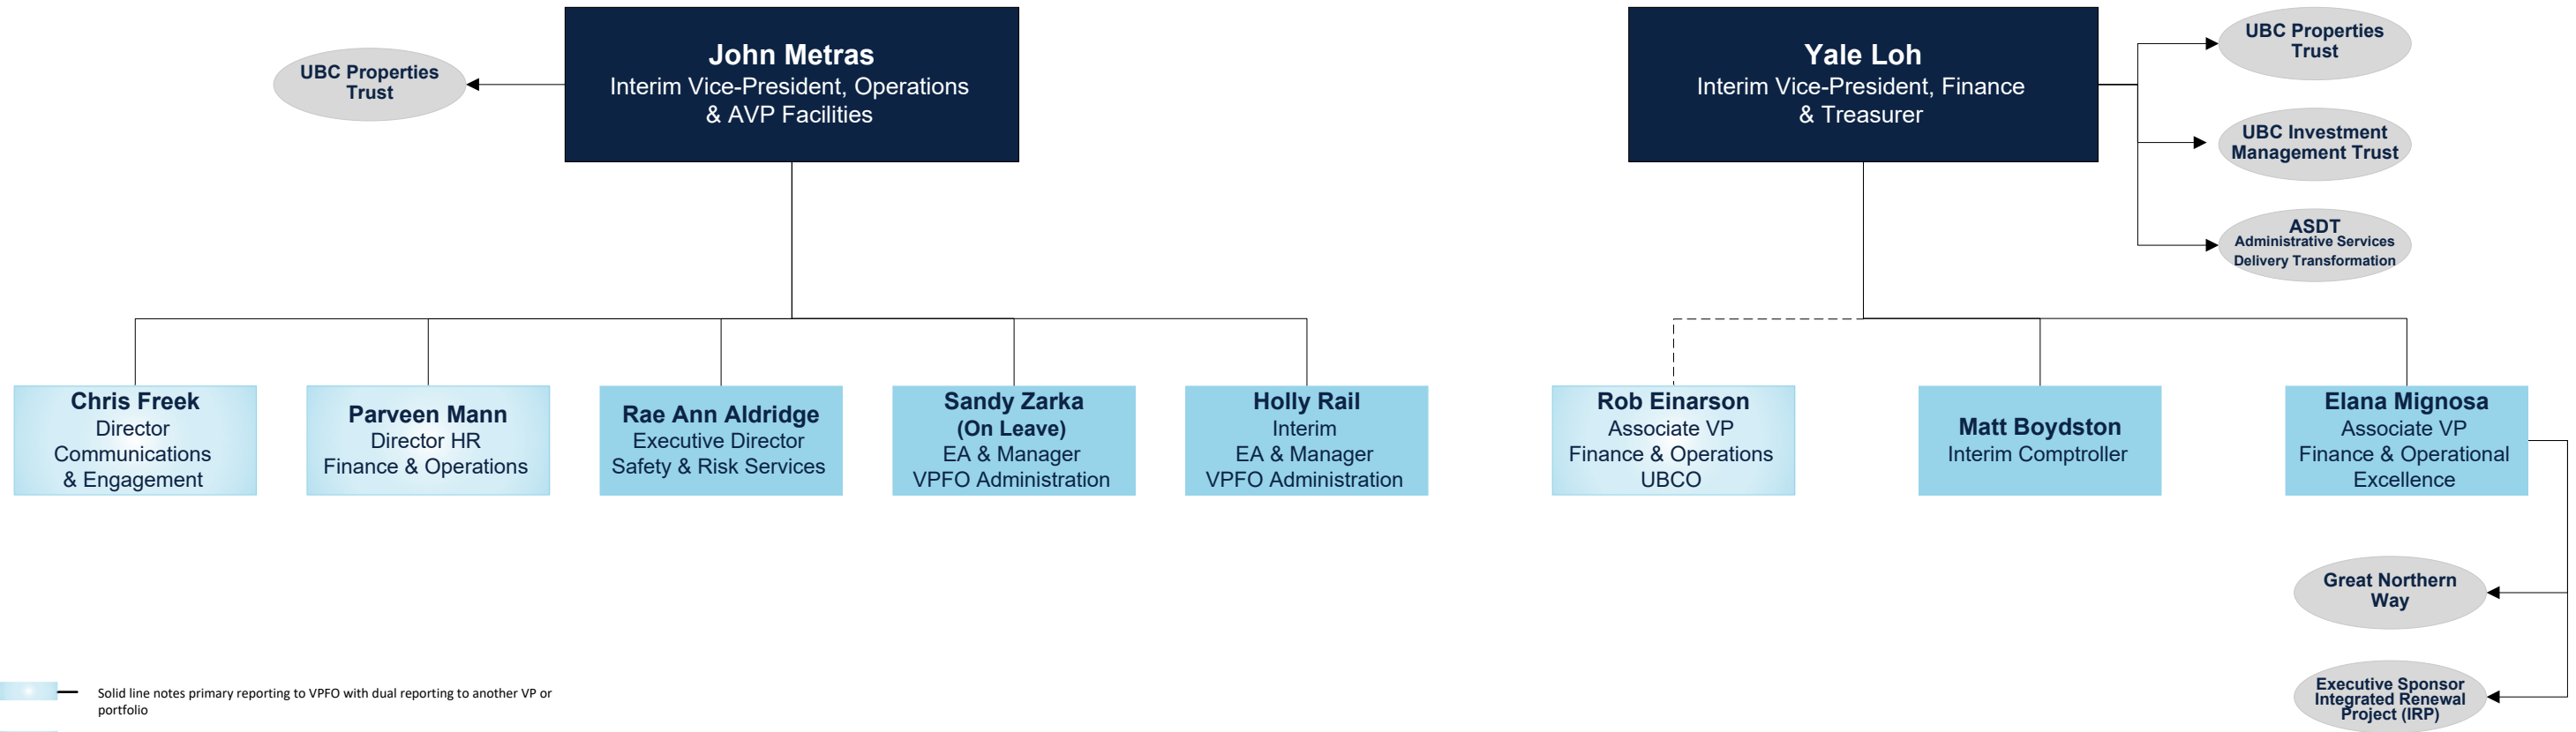 UBC Properties
Trust
John Metras
Interim Vice-President, Operations
& AVP Facilities
Yale Loh
Interim Vice-President, Finance
& Treasurer
UBC Properties
Trust
UBC Investment
Management Trust
ASDT
Administrative Services
Delivery Transformation
Chris Freek
Director
Communications
& Engagement
Parveen Mann
Director HR
Finance & Operations
Rae Ann Aldridge
Executive Director
Safety & Risk Services
Sandy Zarka
(On Leave)
EA & Manager
VPFO Administration
Holly Rail
Interim
EA & Manager
VPFO Administration
Rob Einarson
Associate VP
Finance & Operations
UBCO
Matt Boydston
Interim Comptroller
Elana Mignosa
Associate VP
Finance & Operational
Excellence
Great Northern
Way
Executive Sponsor
Integrated Renewal
Project (IRP)
Solid line notes primary reporting to VPFO with dual reporting to another VP or
portfolio